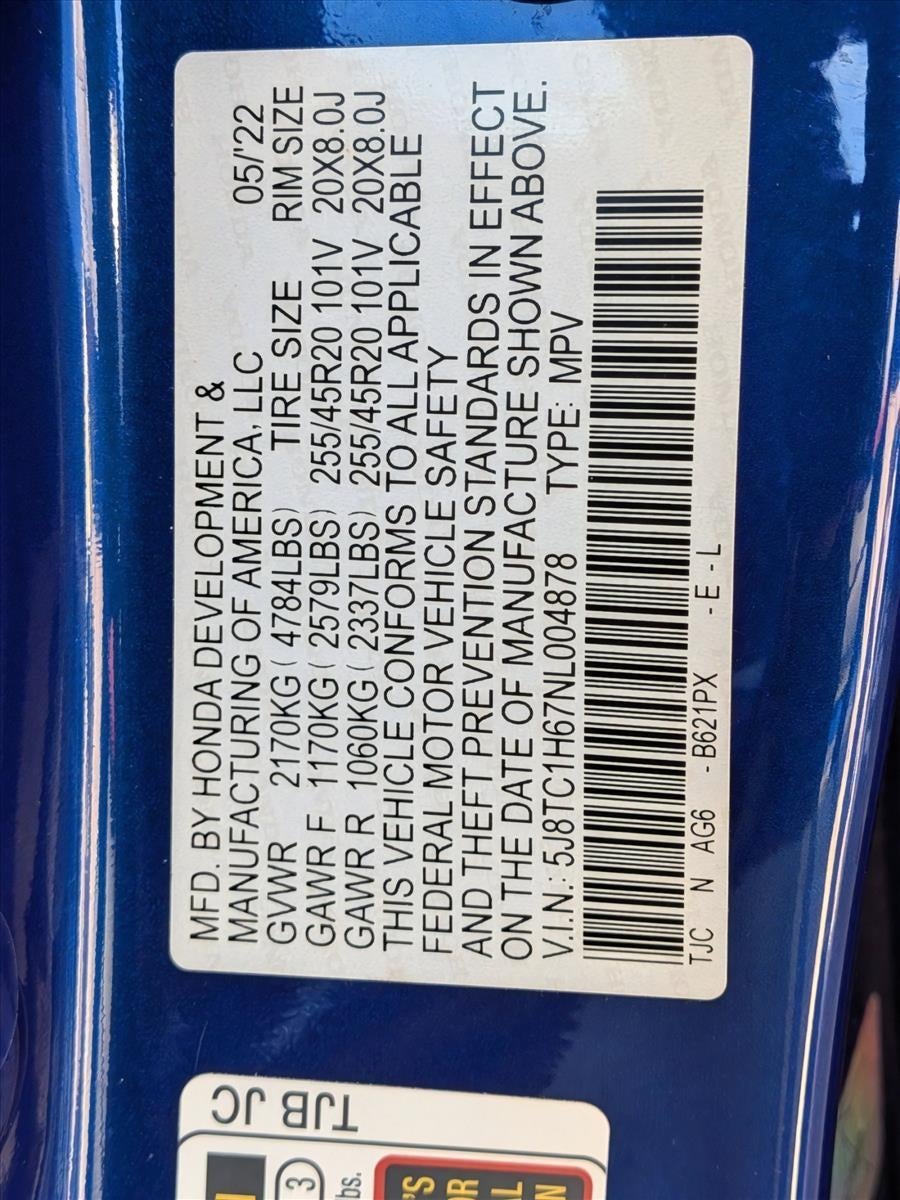 MFD. BY HONDA DEVELOPMENT &
MANUFACTURING OF AMERICA, LLC 05/'22
GVWR 2170KG ( 4784LBS) TIRE SIZE RIM SIZE
GAWR F 1170KG ( 2579LBS) 255/45R20 101V 20X8.0J
GAWR R 1060KG ( 2337LBS) 255/45R20 101V 20X8.0J
THIS VEHICLE CONFORMS TO ALL APPLICABLE
FEDERAL MOTOR VEHICLE SAFETY
AND THEFT PREVENTION STANDARDS IN EFFECT
ON THE DATE OF MANUFACTURE SHOWN ABOVE.
V.I.N.: 5J8TC1H67NL004878 TYPE: MPV
TJC N AG6 - B621PX - E - L
TJB JC
3
bs.